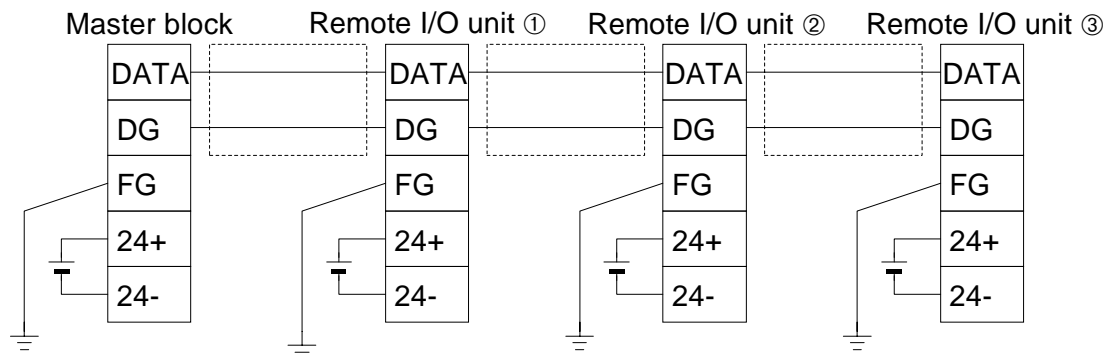 Master block Remote I/O unit ① Remote I/O unit ② Remote I/O unit ③
DATA DATA DATA DATA
DG DG DG DG
FG FG FG FG
24+ 24+ 24+ 24+
24- 24- 24- 24-